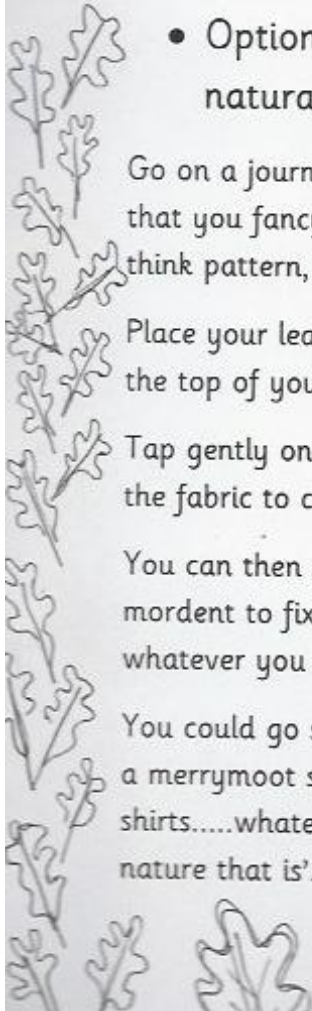 • Option
natura
Go on a journ
that you fancy
think pattern,
Place your lea
the top of you
Tap gently on
the fabric to c
You can then
mordent to fix
whatever you
You could go s
a merrymoot s
shirts.....whate
nature that is'.